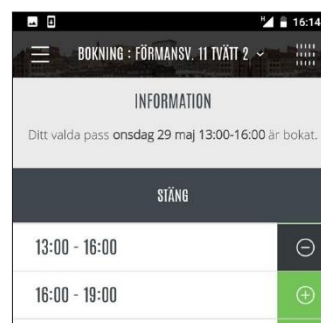 H 16:14
BOKNING : FÖRMANSV. 11 TVÄTT 2
INFORMATION
Ditt valda pass onsdag 29 maj 13:00-16:00 är bokat.
STÄNG
13:00 - 16:00
16:00 - 19:00